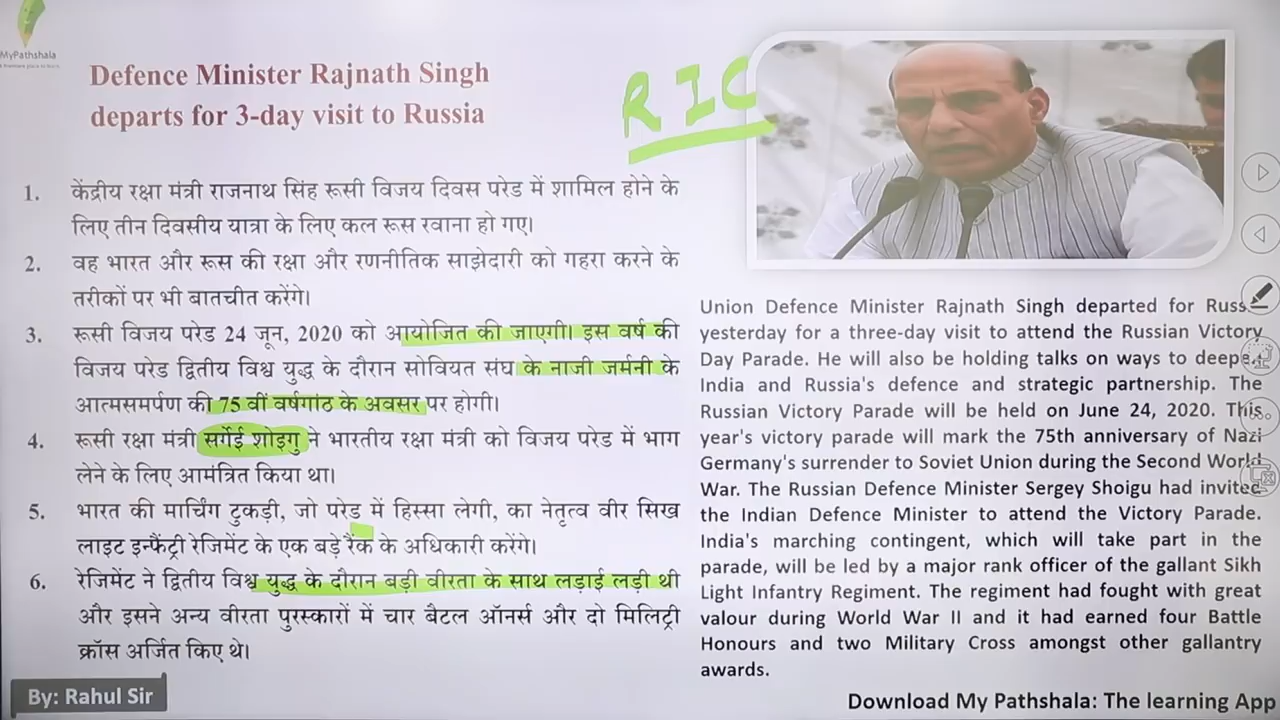 MyPathshala
Defence Minister Rajnath Singh
departs for 3-day visit to Russia
RIC
1. केंद्रीय रक्षा मंत्री राजनाथ सिंह रूसी विजय दिवस परेड में शामिल होने के
लिए तीन दिवसीय यात्रा के लिए कल रूस रवाना हो गए।
2. वह भारत और रूस की रक्षा और रणनीतिक साझेदारी को गहरा करने के
तरीकों पर भी बातचीत करेंगे।
3. रूसी विजय परेड 24 जून, 2020 को आयोजित की जाएगी। इस वर्ष की
विजय परेड द्वितीय विश्व युद्ध के दौरान सोवियत संघ के नाजी जर्मनी के
आत्मसमर्पण की 75 वीं वर्षगांठ के अवसर पर होगी।
4. रूसी रक्षा मंत्री सर्गेई शोइगु ने भारतीय रक्षा मंत्री को विजय परेड में भाग
लेने के लिए आमंत्रित किया था।
5. भारत की मार्चिंग टुकड़ी, जो परेड में हिस्सा लेगी, का नेतृत्व वीर सिख
लाइट इन्फैंट्री रेजिमेंट के एक बड़े रैंक के अधिकारी करेंगे।
6. रेजिमेंट ने द्वितीय विश्व युद्ध के दौरान बड़ी वीरता के साथ लड़ाई लड़ी थी
और इसने अन्य वीरता पुरस्कारों में चार बैटल ऑनर्स और दो मिलिट्री
क्रॉस अर्जित किए थे।
Union Defence Minister Rajnath Singh departed for
yesterday for a three-day visit to attend the Russian Victory
Day Parade. He will also be holding talks on ways to
India and Russia's defence and strategic partnership. The
Russian Victory Parade will be held on June 24, 2020. This
year's victory parade will mark the 75th anniversary of Nazi
Germany's surrender to Soviet Union during the Second World
War. The Russian Defence Minister Sergey Shoigu had invited
the Indian Defence Minister to attend the Victory Parade.
India's marching contingent, which will take part in the
parade, will be led by a major rank officer of the gallant Sikh
Light Infantry Regiment. The regiment had fought with great
valour during World War II and it had earned four Battle
Honours and two Military Cross amongst other gallantry
awards.
By: Rahul Sir
Download My Pathshala: The learning App